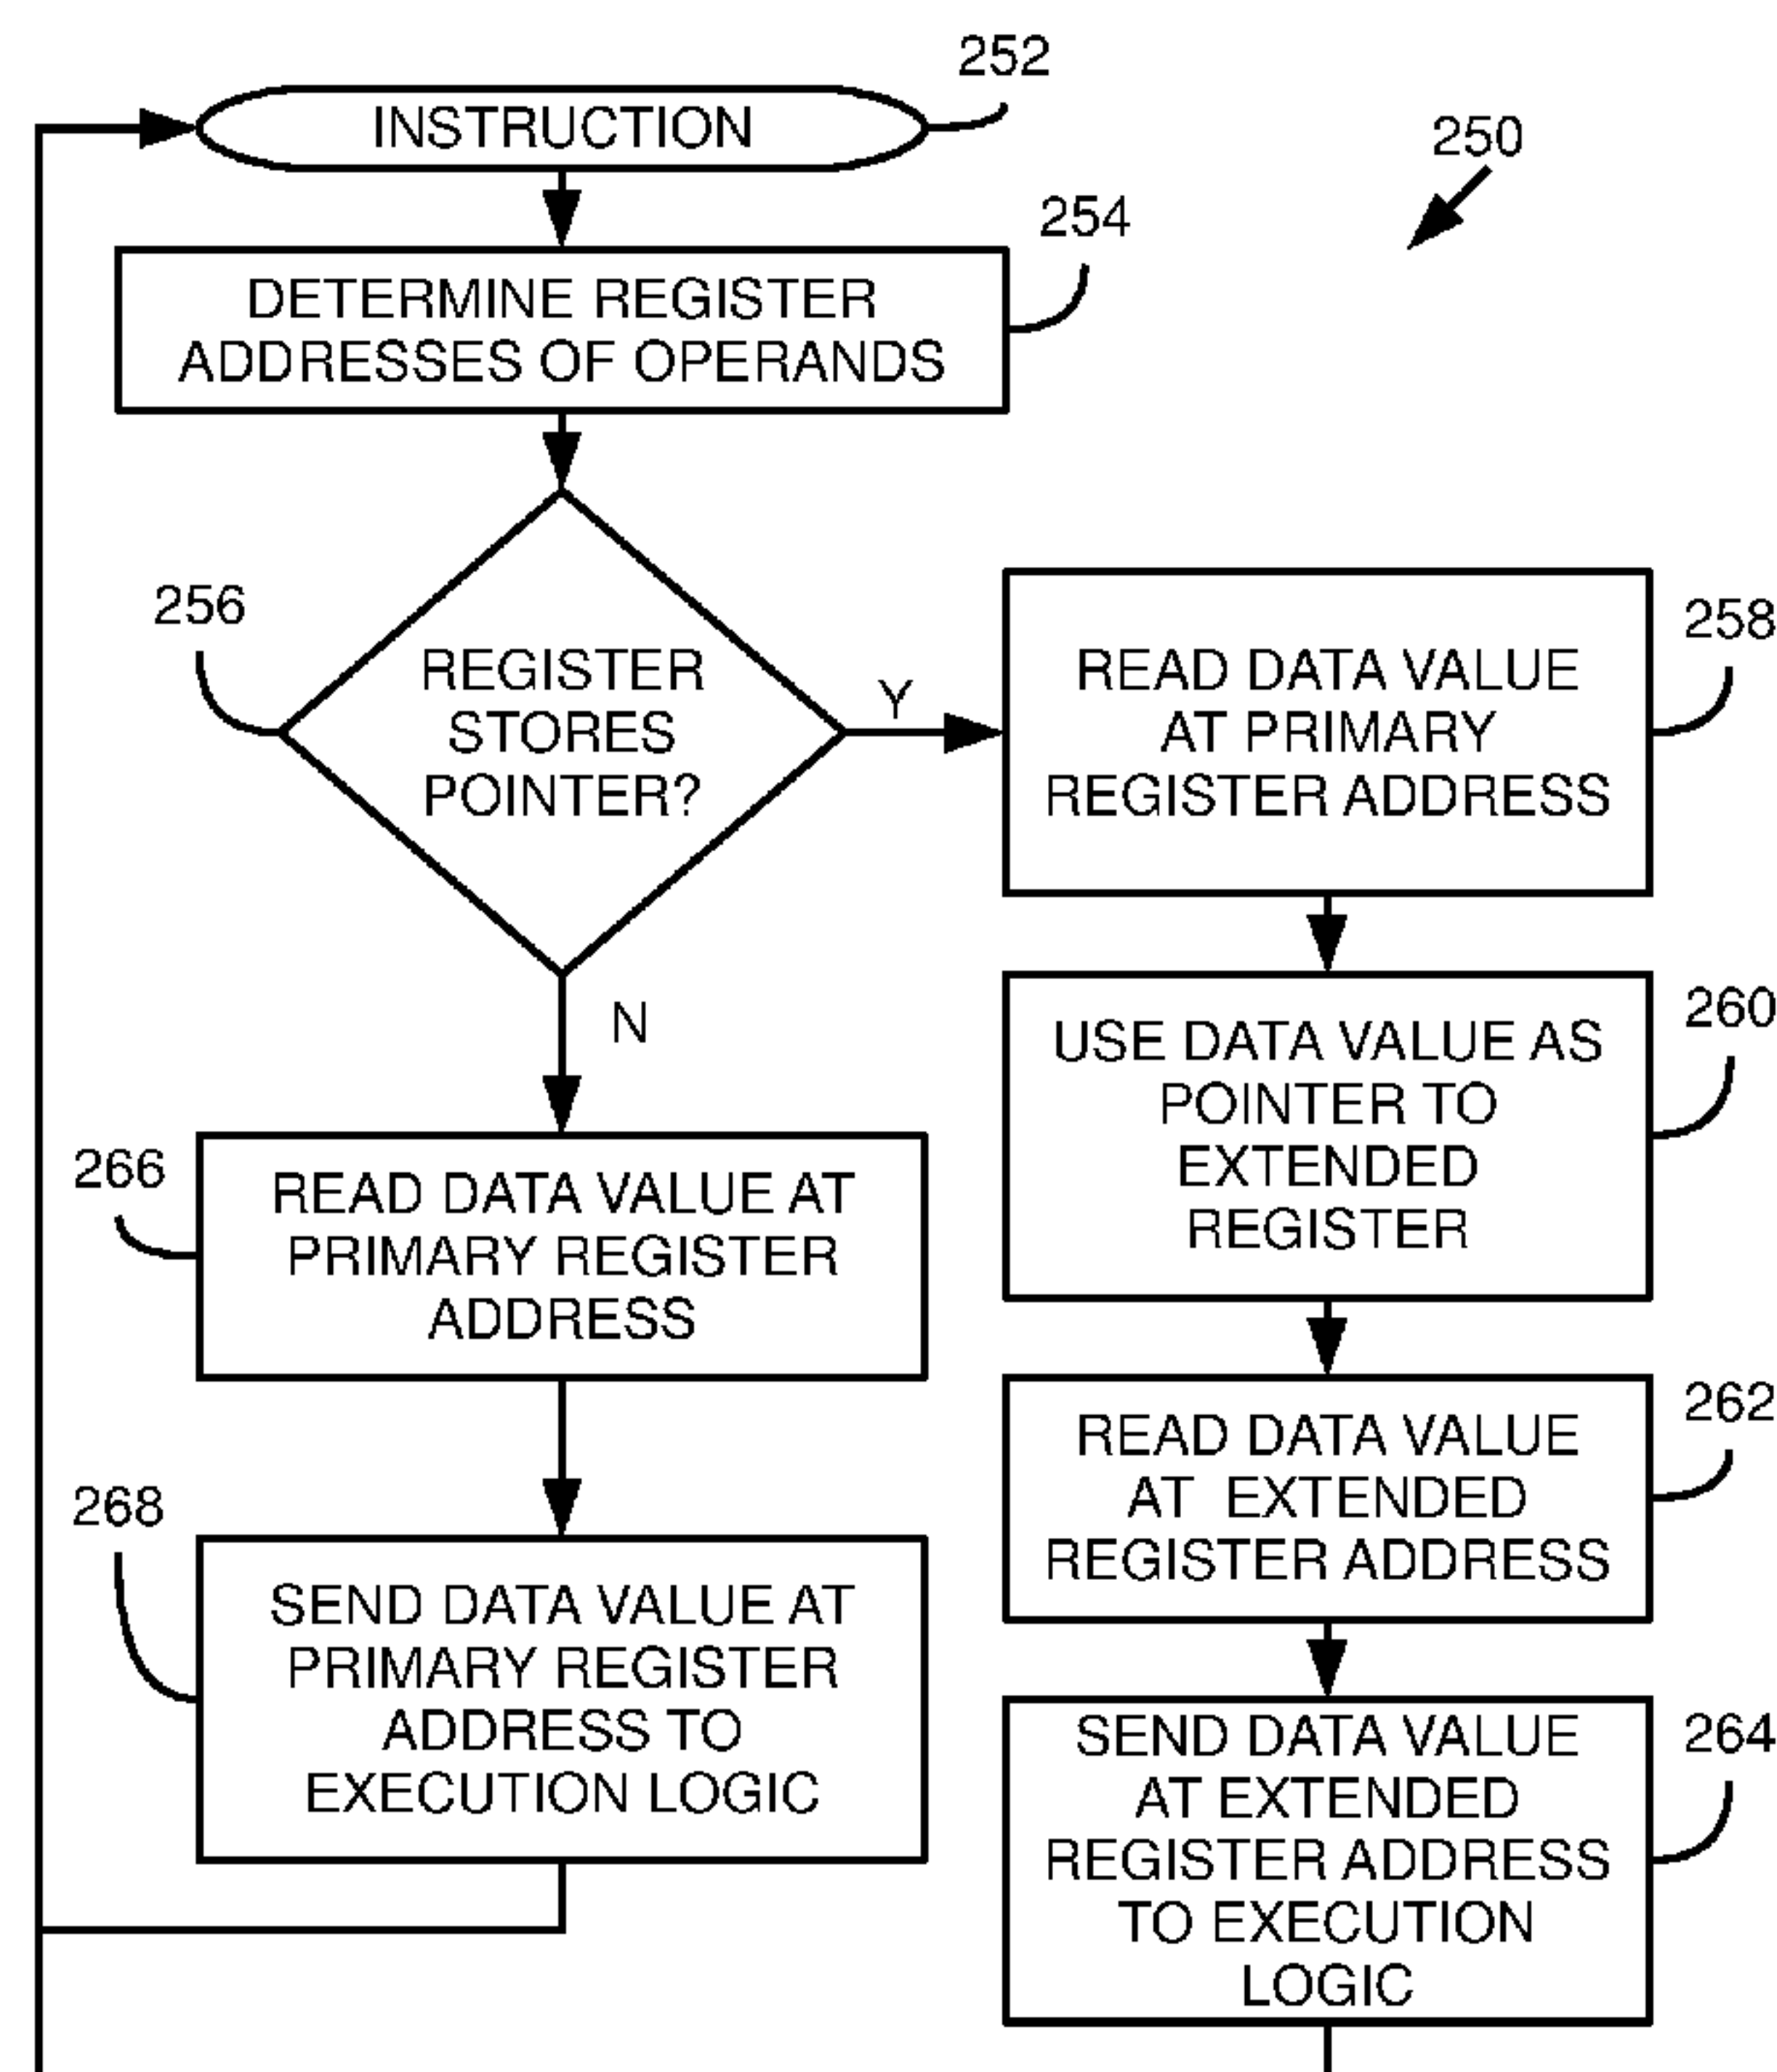 252
INSTRUCTION
250
254
DETERMINE REGISTER
ADDRESSES OF OPERANDS
256
REGISTER
STORES
POINTER?
Y
N
258
READ DATA VALUE
AT PRIMARY
REGISTER ADDRESS
260
USE DATA VALUE AS
POINTER TO
EXTENDED
REGISTER
262
READ DATA VALUE
AT EXTENDED
REGISTER ADDRESS
264
SEND DATA VALUE
AT EXTENDED
REGISTER ADDRESS
TO EXECUTION
LOGIC
266
READ DATA VALUE AT
PRIMARY REGISTER
ADDRESS
268
SEND DATA VALUE AT
PRIMARY REGISTER
ADDRESS TO
EXECUTION LOGIC